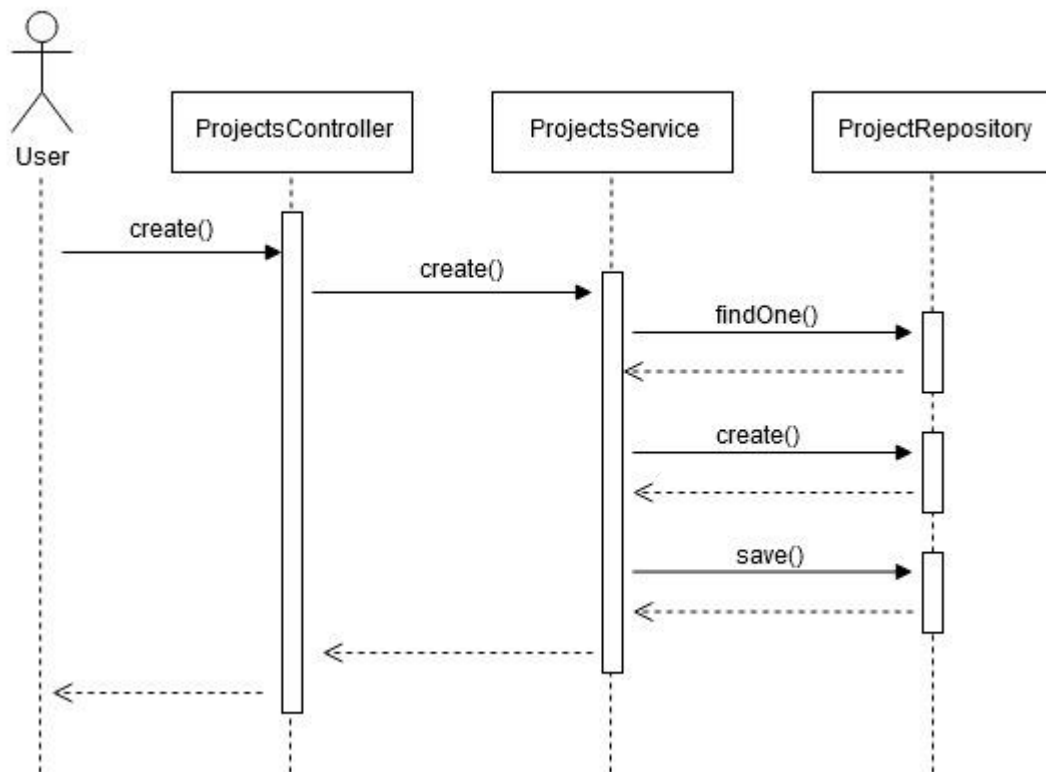 ProjectsController
ProjectsService
ProjectRepository
User
create()
create()
findOne()
create()
save()